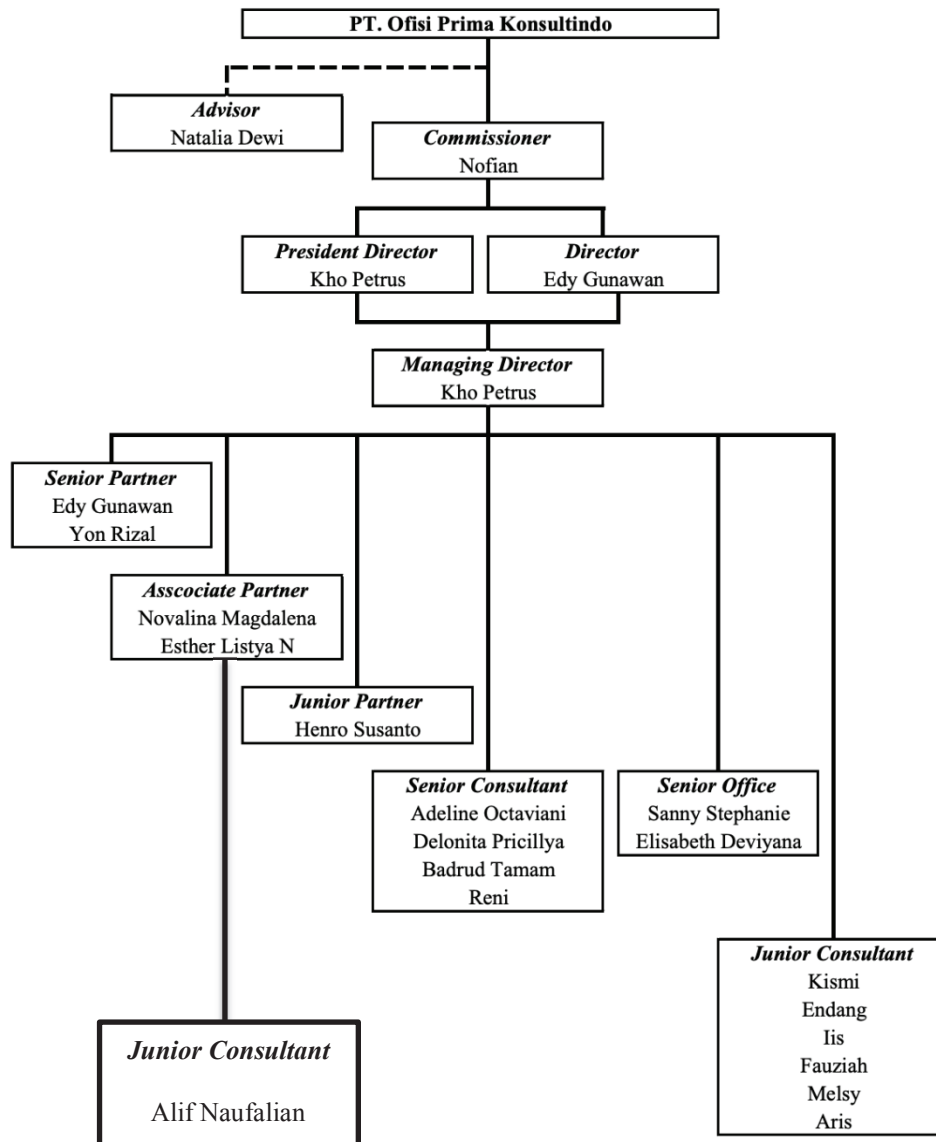 PT. Ofisi Prima Konsultindo
Advisor
Natalia Dewi
Commissioner
Nofian
President Director
Kho Petrus
Director
Edy Gunawan
Managing Director
Kho Petrus
Senior Partner
Edy Gunawan
Yon Rizal
Asscociate Partner
Novalina Magdalena
Esther Listya N
Junior Partner
Henro Susanto
Senior Consultant
Adeline Octaviani
Delonita Pricillya
Badrud Tamam
Reni
Senior Office
Sanny Stephanie
Elisabeth Deviyana
Junior Consultant
Kismi
Endang
Iis
Fauziah
Melsy
Aris
Junior Consultant
Alif Naufalian